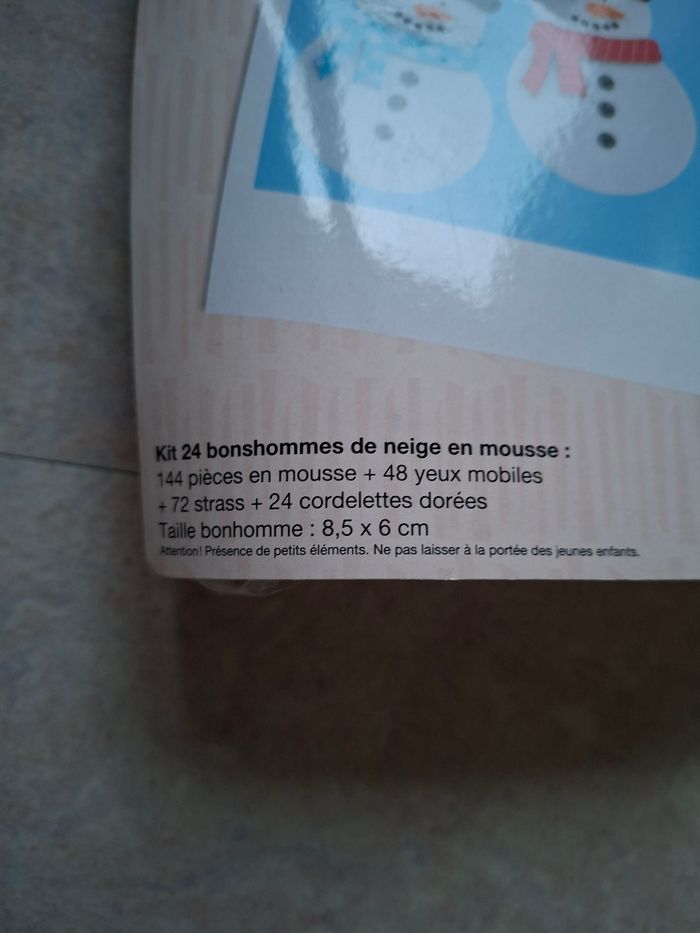 Kit 24 bonshommes de neige en mousse :
144 pièces en mousse + 48 yeux mobiles
+ 72 strass + 24 cordelettes dorées
Taille bonhomme : 8,5 x 6 cm
Attention! Présence de petits éléments. Ne pas laisser à la portée des jeunes enfants.